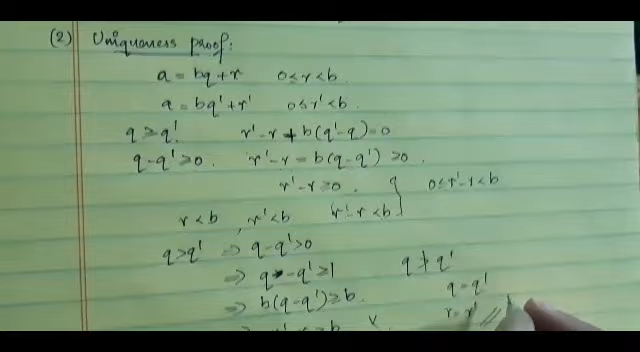 (2) Uniqueness proof:
a = bq + r 0 ≤ r < b.
a = bq' + r' 0 ≤ r' < b.
q ≥ q' r' - r + b(q' - q) = 0
q - q' ≥ 0. r' - r = b(q - q') ≥ 0.
r' - r ≥ 0. } 0 ≤ r' - r < b
r < b , r' < b r' - r < b
q > q' ⇒ q - q' > 0
⇒ q - q' ≥ 1 q ≯ q'
⇒ b(q - q') ≥ b. q = q'
r = r' //